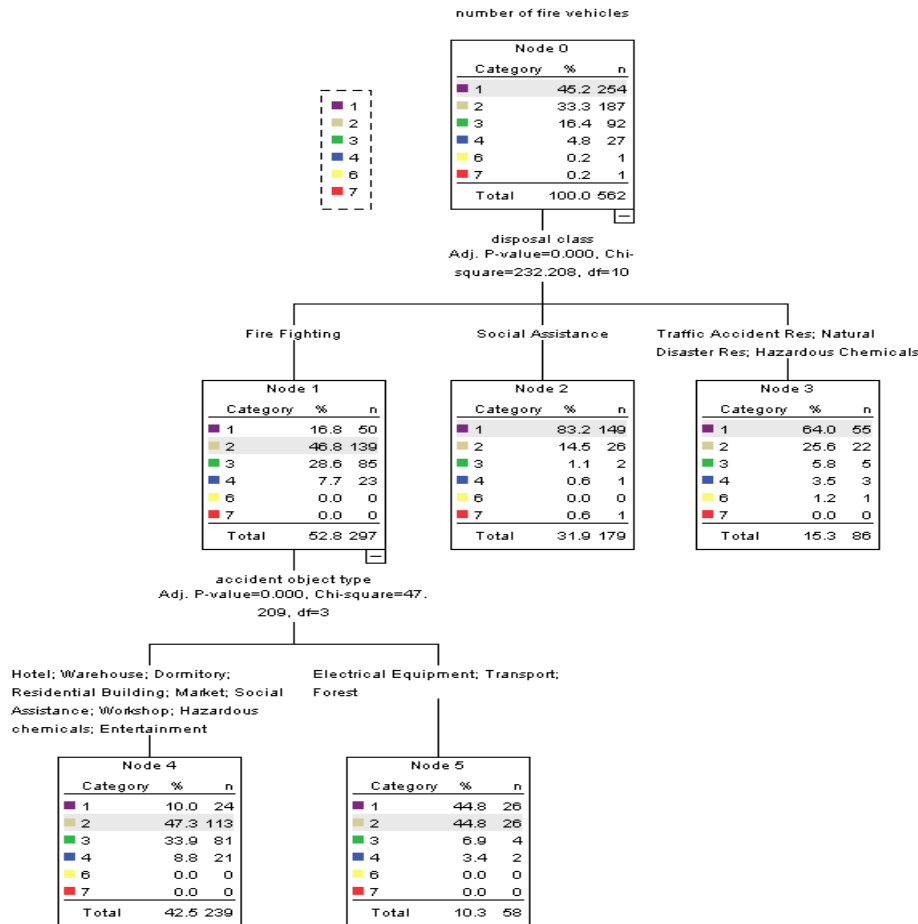 number of fire vehicles
Node 0
Category % n
1 45.2 254
2 33.3 187
3 16.4 92
4 4.8 27
6 0.2 1
7 0.2 1
Total 100.0 562
1
2
3
4
6
7
disposal class
Adj. P-value=0.000, Chi-
square=232.208, df=10
Fire Fighting
Social Assistance
Traffic Accident Res; Natural
Disaster Res; Hazardous Chemicals
Node 1
Category % n
1 16.8 50
2 46.8 139
3 28.6 85
4 7.7 23
6 0.0 0
7 0.0 0
Total 52.8 297
Node 2
Category % n
1 83.2 149
2 14.5 26
3 1.1 2
4 0.6 1
6 0.0 0
7 0.6 1
Total 31.9 179
Node 3
Category % n
1 64.0 55
2 25.6 22
3 5.8 5
4 3.5 3
6 1.2 1
7 0.0 0
Total 15.3 86
accident object type
Adj. P-value=0.000, Chi-square=47.
209, df=3
Hotel; Warehouse; Dormitory;
Residential Building; Market; Social
Assistance; Workshop; Hazardous
chemicals; Entertainment
Electrical Equipment; Transport;
Forest
Node 4
Category % n
1 10.0 24
2 47.3 113
3 33.9 81
4 8.8 21
6 0.0 0
7 0.0 0
Total 42.5 239
Node 5
Category % n
1 44.8 26
2 44.8 26
3 6.9 4
4 3.4 2
6 0.0 0
7 0.0 0
Total 10.3 58